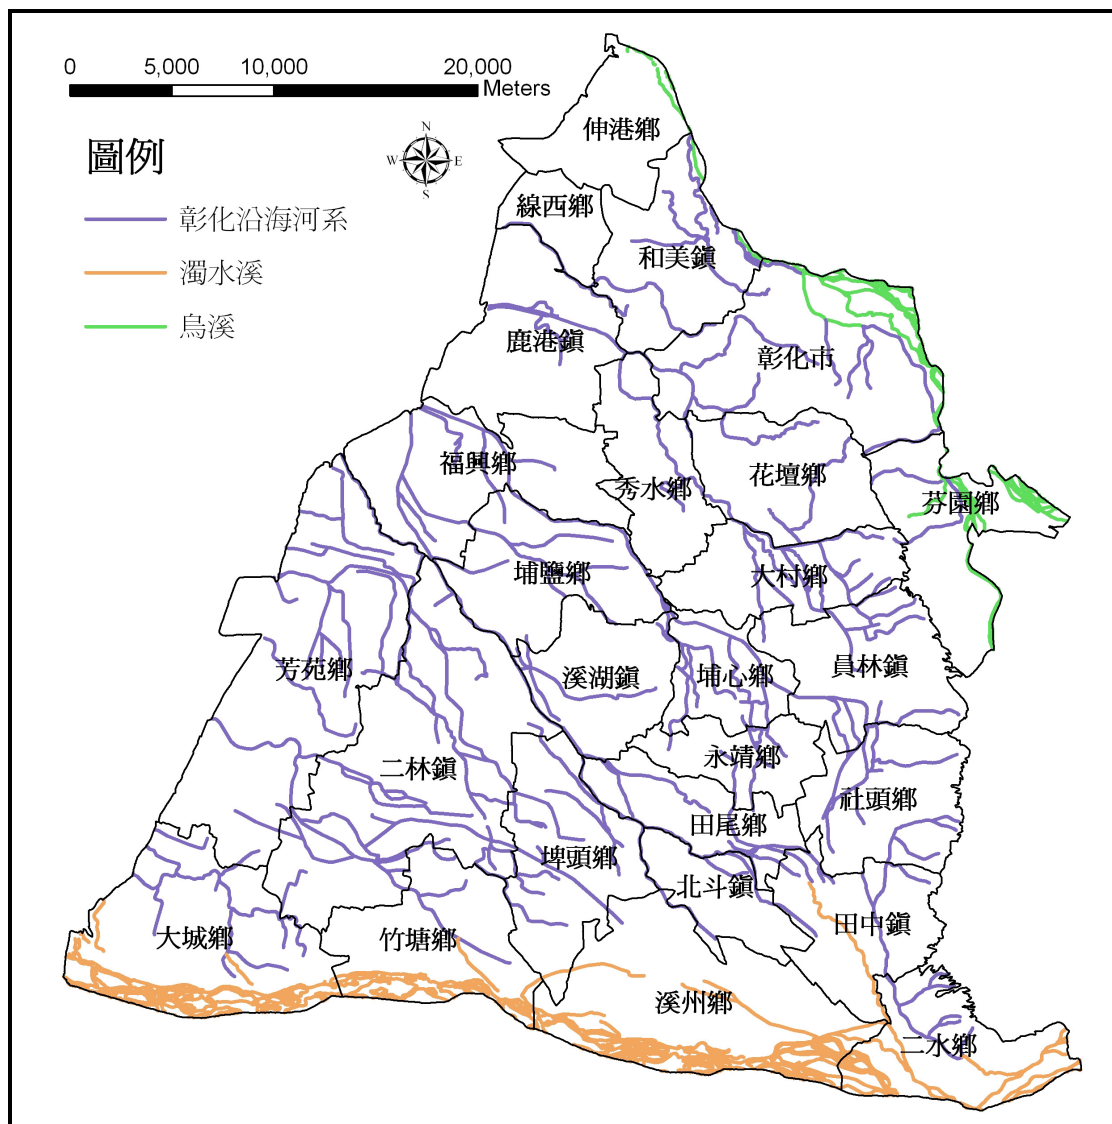 0 5,000 10,000 20,000
Meters
圖例
N
W E
S
彰化沿海河系
濁水溪
烏溪
伸港鄉
線西鄉
和美鎮
鹿港鎮
彰化市
福興鄉
秀水鄉
花壇鄉
芬園鄉
埔鹽鄉
大村鄉
芳苑鄉
溪湖鎮
埔心鄉
員林鎮
二林鎮
永靖鄉
社頭鄉
田尾鄉
埤頭鄉
北斗鎮
田中鎮
大城鄉
竹塘鄉
溪州鄉
二水鄉